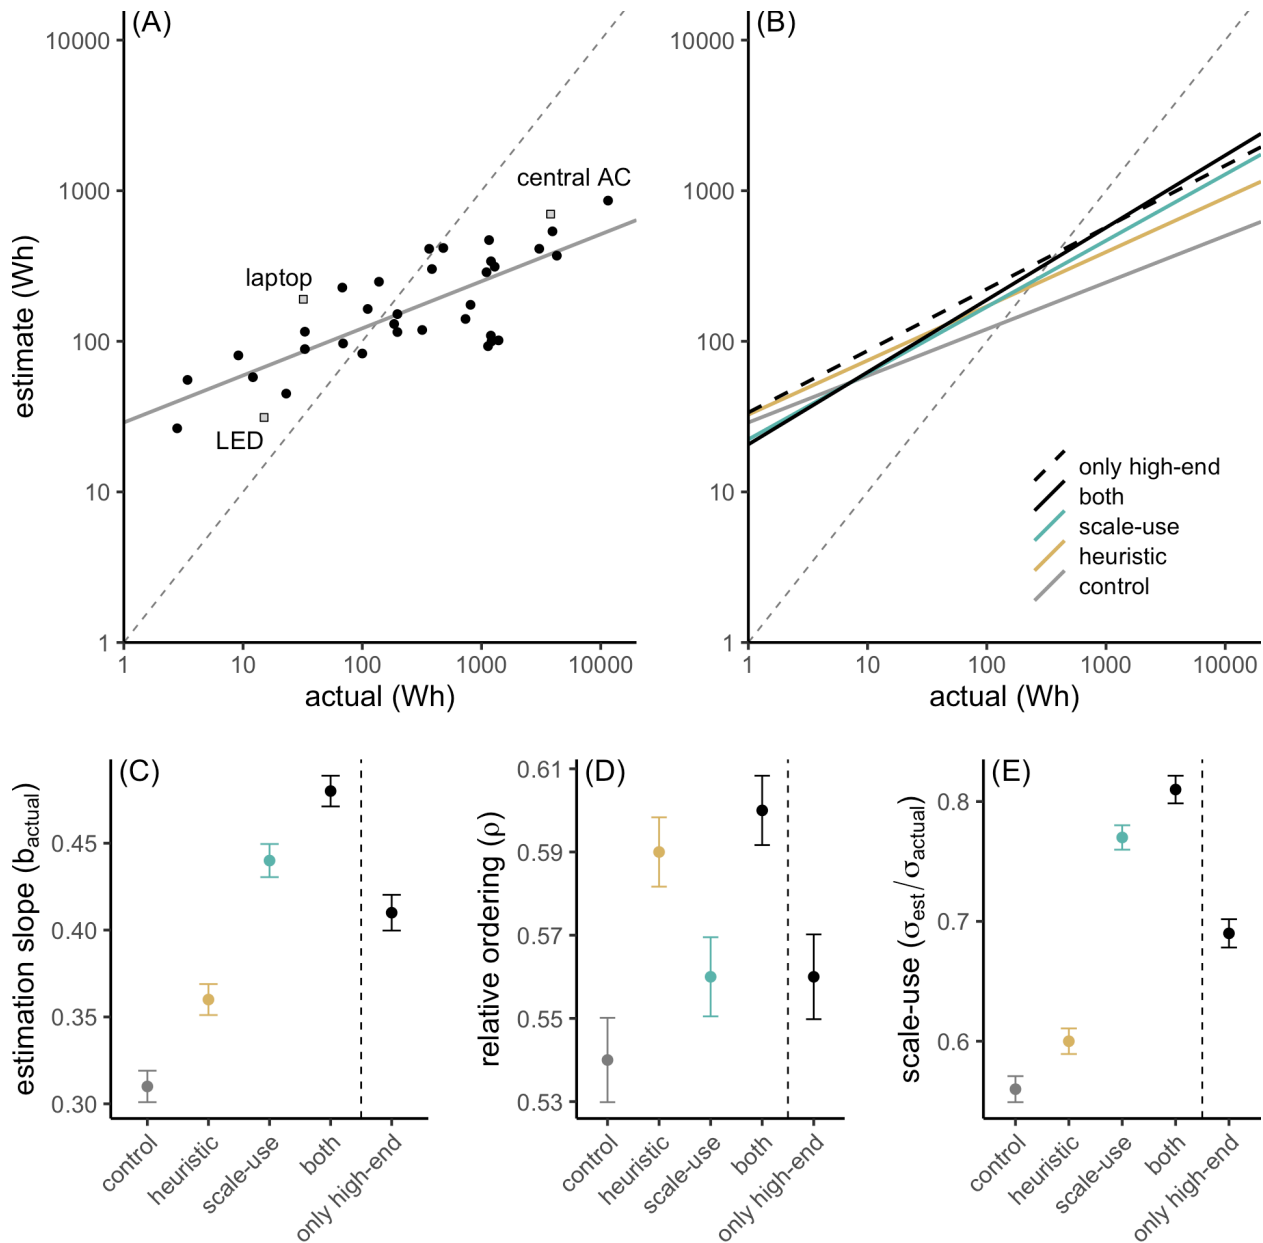 (A)
10000
1000
100
10
1
estimate (Wh)
central AC
laptop
LED
1 10 100 1000 10000
actual (Wh)
(B)
10000
1000
100
10
1
only high-end
both
scale-use
heuristic
control
1 10 100 1000 10000
actual (Wh)
(C)
estimation slope (b_actual)
0.45
0.40
0.35
0.30
control
heuristic
scale-use
both
only high-end
(D)
relative ordering (ρ)
0.61
0.59
0.57
0.55
0.53
control
heuristic
scale-use
both
only high-end
(E)
scale-use (σ_est/σ_actual)
0.8
0.7
0.6
control
heuristic
scale-use
both
only high-end